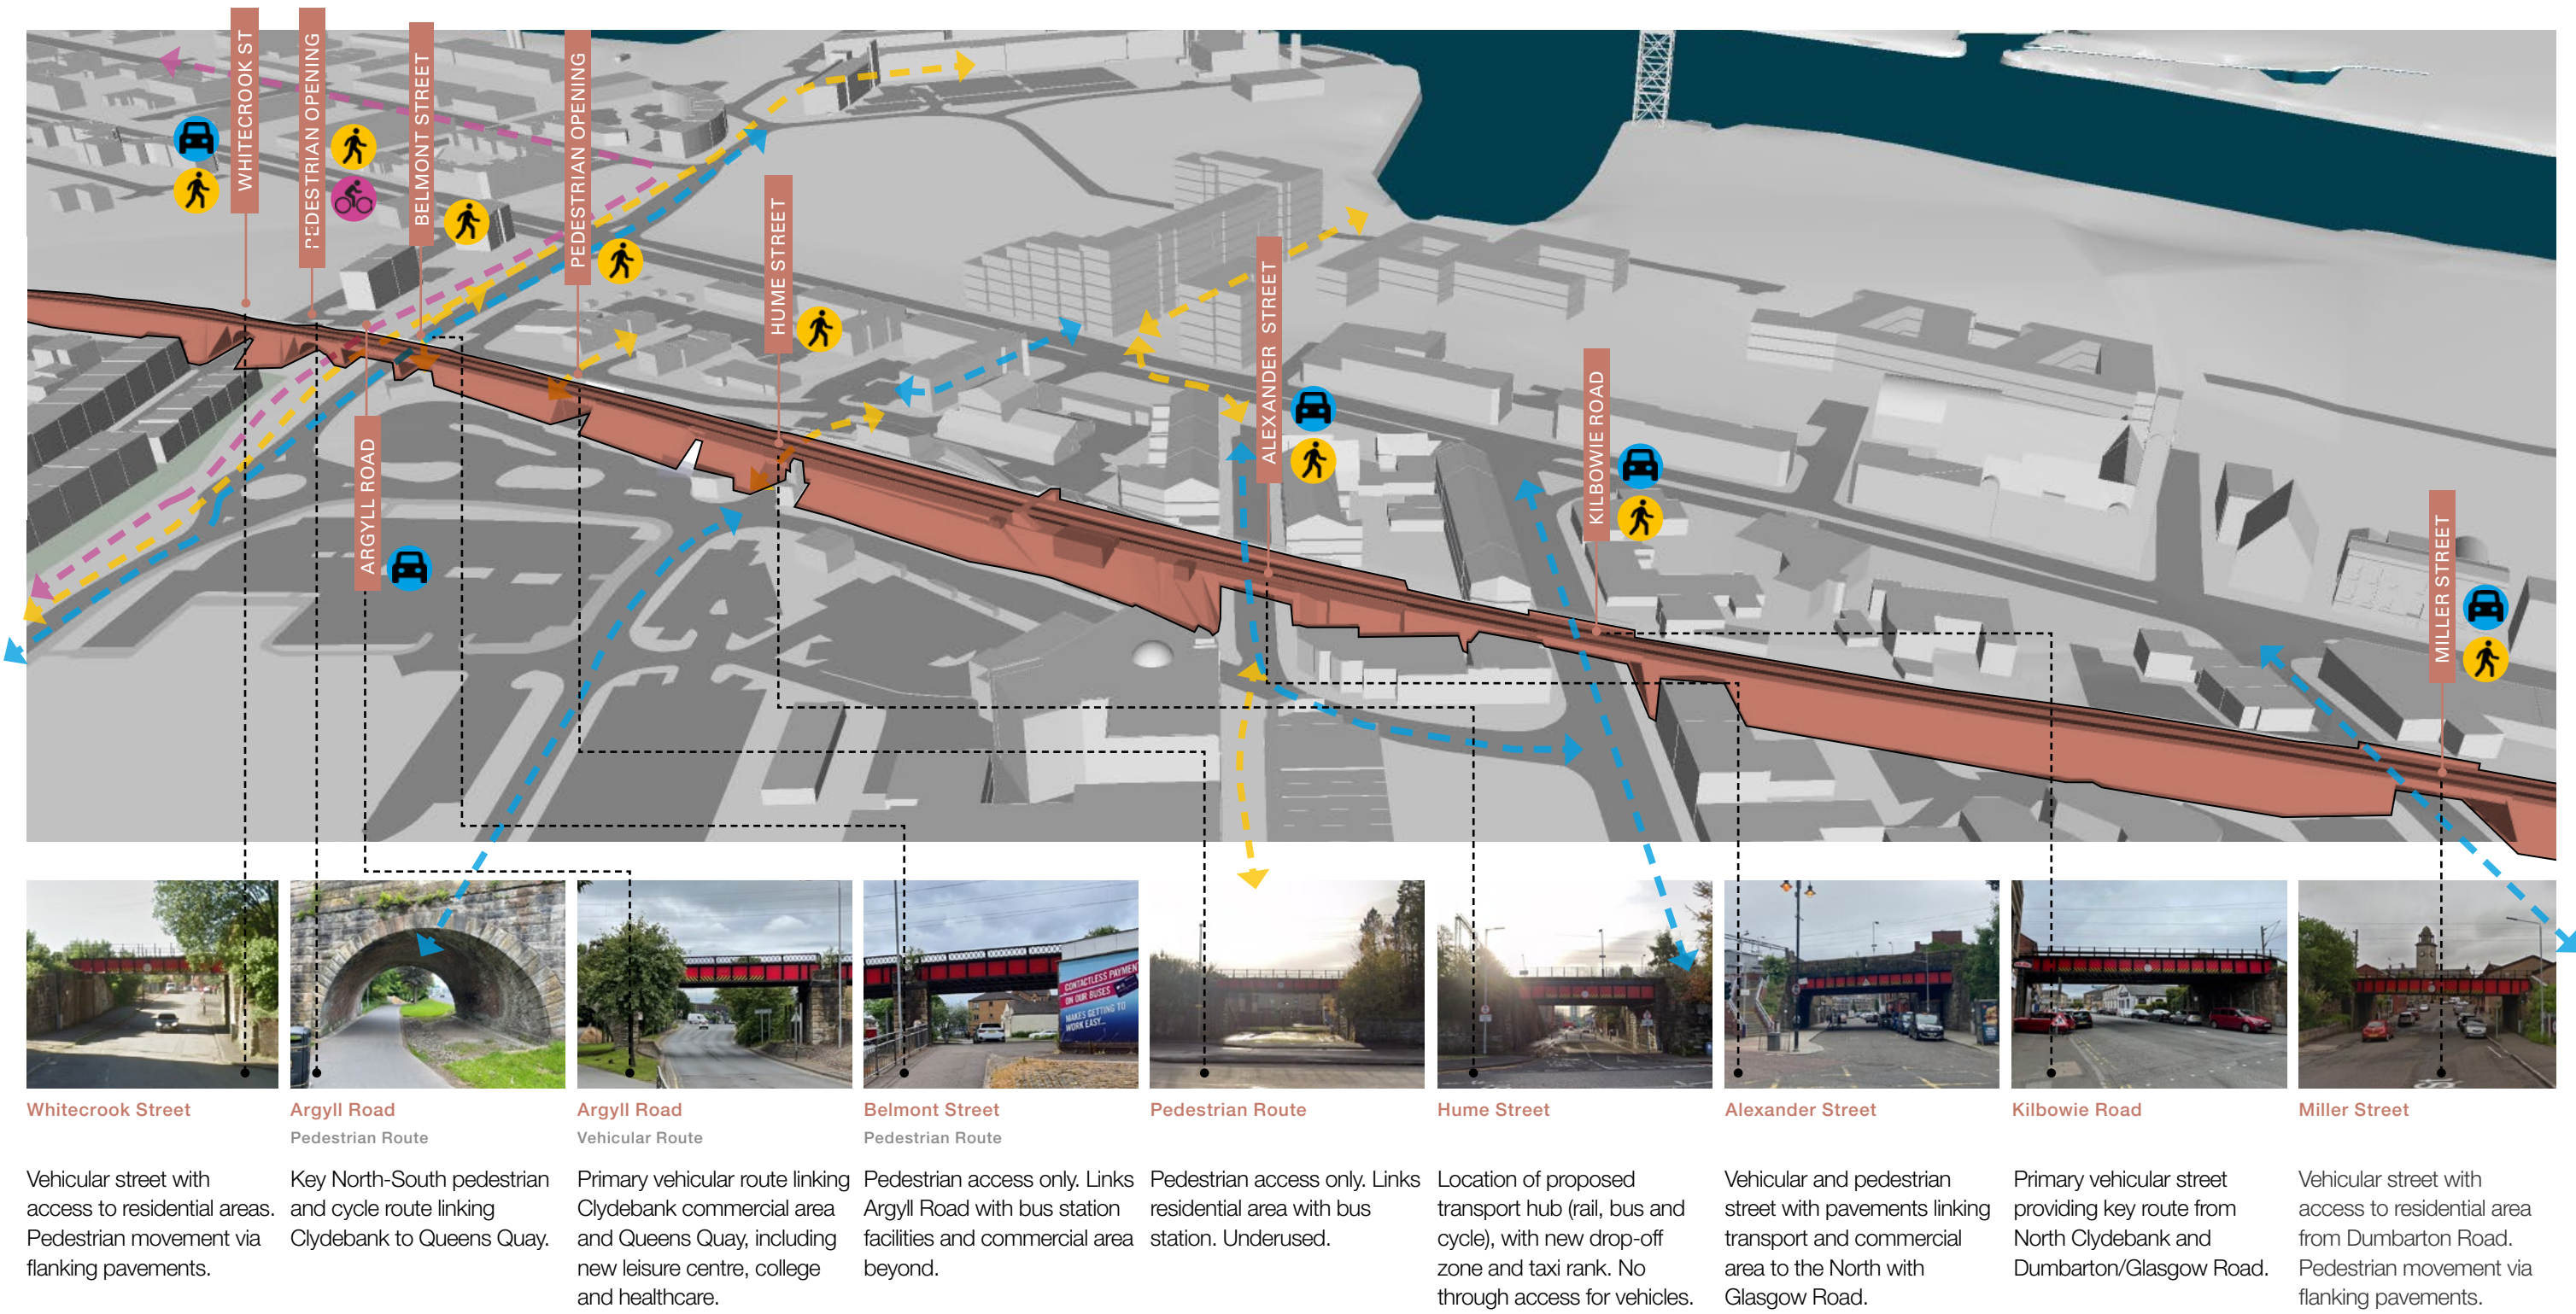 WHITECROOK ST
PEDESTRIAN OPENING
BELMONT STREET
PEDESTRIAN OPENING
HUME STREET
ALEXANDER STREET
KILBOWIE ROAD
MILLER STREET
ARGYLL ROAD
CONTACTLESS PAYMEN
ON OUR BUSES
MAKES GETTING TO
WORK EASY...
Whitecrook Street
Vehicular street with
access to residential areas.
Pedestrian movement via
flanking pavements.
Argyll Road
Pedestrian Route
Key North-South pedestrian
and cycle route linking
Clydebank to Queens Quay.
Argyll Road
Vehicular Route
Primary vehicular route linking
Clydebank commercial area
and Queens Quay, including
new leisure centre, college
and healthcare.
Belmont Street
Pedestrian Route
Pedestrian access only. Links
Argyll Road with bus station
facilities and commercial area
beyond.
Pedestrian Route
Pedestrian access only. Links
residential area with bus
station. Underused.
Hume Street
Location of proposed
transport hub (rail, bus and
cycle), with new drop-off
zone and taxi rank. No
through access for vehicles.
Alexander Street
Vehicular and pedestrian
street with pavements linking
transport and commercial
area to the North with
Glasgow Road.
Kilbowie Road
Primary vehicular street
providing key route from
North Clydebank and
Dumbarton/Glasgow Road.
Miller Street
Vehicular street with
access to residential area
from Dumbarton Road.
Pedestrian movement via
flanking pavements.